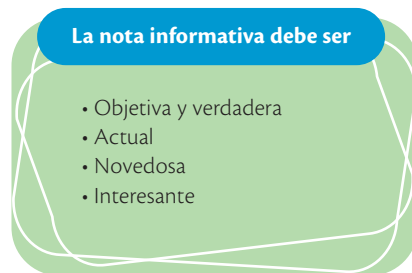 La nota informativa debe ser
• Objetiva y verdadera
• Actual
• Novedosa
• Interesante